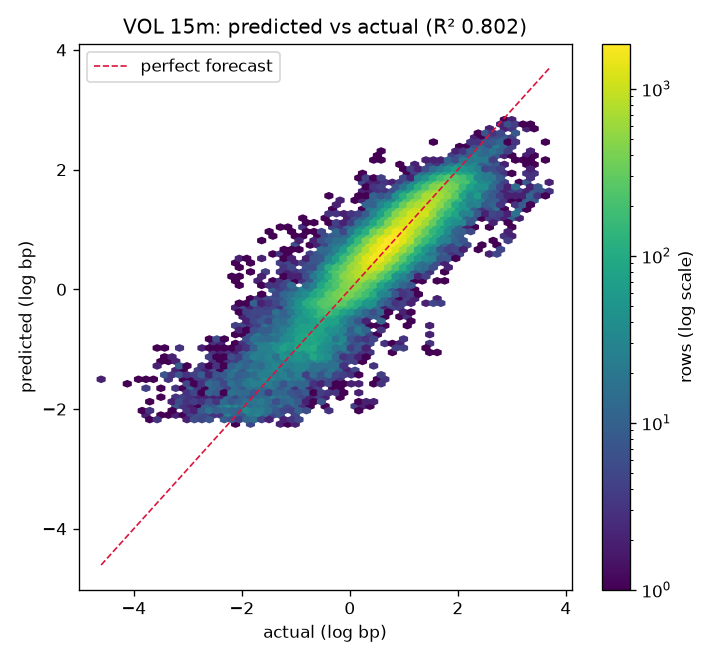 VOL 15m: predicted vs actual (R² 0.802)
perfect forecast
4
2
0
−2
−4
predicted (log bp)
−4
−2
0
2
4
actual (log bp)
10³
10²
10¹
10⁰
rows (log scale)